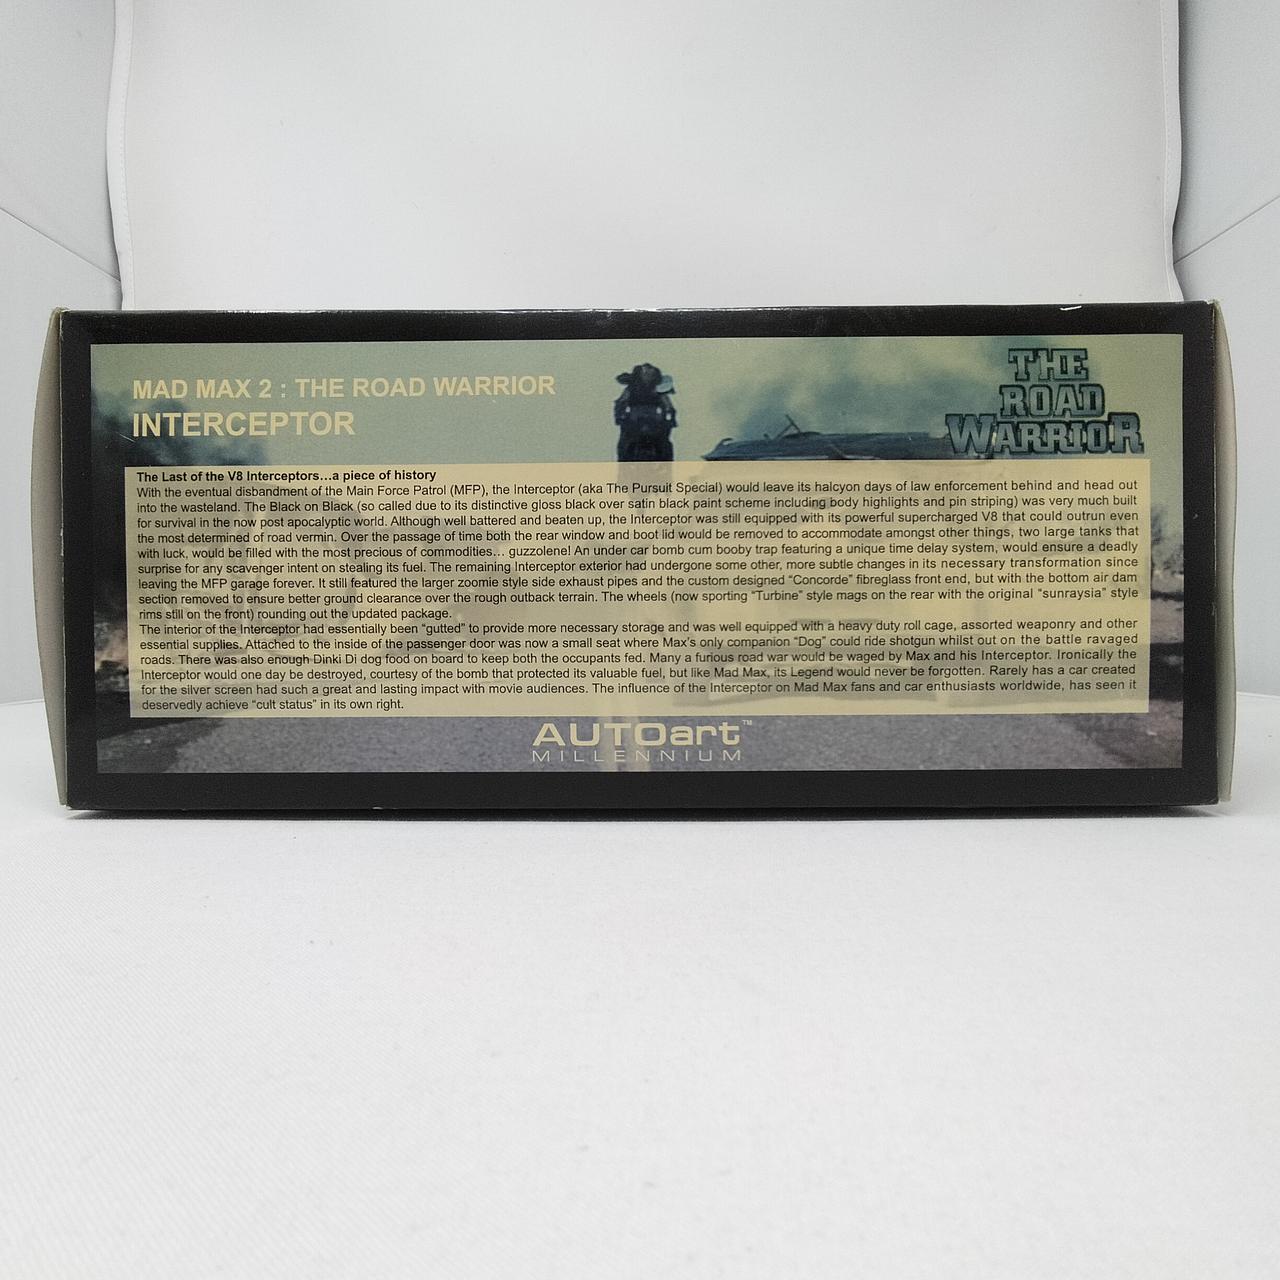 MAD MAX 2 : THE ROAD WARRIOR
INTERCEPTOR
THE
ROAD
WARRIOR
The Last of the V8 Interceptors...a piece of history
With the eventual disbandment of the Main Force Patrol (MFP), the Interceptor (aka The Pursuit Special) would leave its halcyon days of law enforcement behind and head out
into the wasteland. The Black on Black (so called due to its distinctive gloss black over satin black paint scheme including body highlights and pin striping) was very much built
for survival in the now post apocalyptic world. Although well battered and beaten up, the Interceptor was still equipped with its powerful supercharged V8 that could outrun even
the most determined of road vermin. Over the passage of time both the rear window and boot lid would be removed to accommodate amongst other things, two large tanks that
with luck, would be filled with the most precious of commodities... guzzolene! An under car bomb cum booby trap featuring a unique time delay system, would ensure a deadly
surprise for any scavenger intent on stealing its fuel. The remaining Interceptor exterior had undergone some other, more subtle changes in its necessary transformation since
leaving the MFP garage forever. It still featured the larger zoomie style side exhaust pipes and the custom designed “Concorde” fibreglass front end, but with the bottom air dam
section removed to ensure better ground clearance over the rough outback terrain. The wheels (now sporting “Turbine” style mags on the rear with the original “sunraysia” style
rims still on the front) rounding out the updated package.
The interior of the Interceptor had essentially been “gutted” to provide more necessary storage and was well equipped with a heavy duty roll cage, assorted weaponry and other
essential supplies. Attached to the inside of the passenger door was now a small seat where Max's only companion “Dog” could ride shotgun whilst out on the battle ravaged
roads. There was also enough Dinki Di dog food on board to keep both the occupants fed. Many a furious road war would be waged by Max and his Interceptor. Ironically the
Interceptor would one day be destroyed, courtesy of the bomb that protected its valuable fuel, but like Mad Max, its Legend would never be forgotten. Rarely has a car created
for the silver screen had such a great and lasting impact with movie audiences. The influence of the Interceptor on Mad Max fans and car enthusiasts worldwide, has seen it
deservedly achieve “cult status” in its own right.
AUTOart™
MILLENNIUM